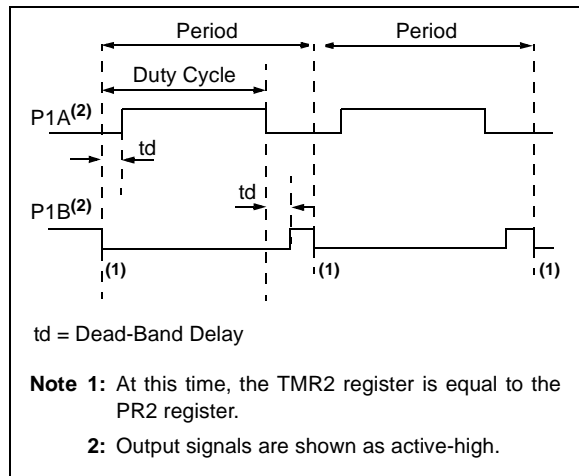 Period Period
Duty Cycle
P1A(2)
td
td
P1B(2)
(1) (1) (1)
td = Dead-Band Delay
Note 1: At this time, the TMR2 register is equal to the
PR2 register.
2: Output signals are shown as active-high.